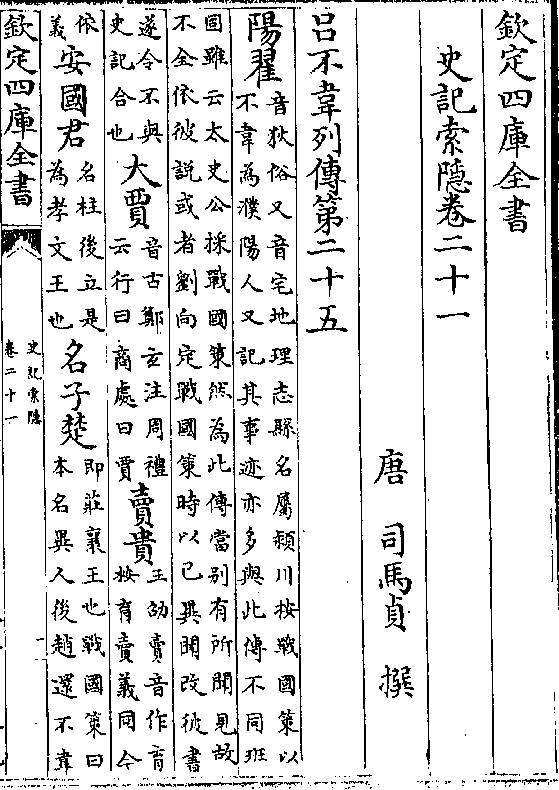 欽定四庫全書
史記索隱卷二十一
唐 司馬貞 撰
呂不韋列傳第二十五
陽翟 音狄俗又音宅地理志縣名屬潁川按戰國策以
不韋為濮陽人又記其事迹亦多與此傳不同班
固雖云太史公採戰國策然為此傳當别有所聞見故
不全依彼說或者劉向定戰國策時以已異聞改彼書
遂令不與
史記合也
大賈 音古鄭玄注周禮
云行曰商處曰賈
賣貴 王劭賣音作育
按育賣義同今
依
義
安國君 名柱後立是
為孝文王也
名子楚 即莊襄王也戰國策曰
本名異人後趙還不韋
欽定四庫全書
史記索隱
卷二十一
一